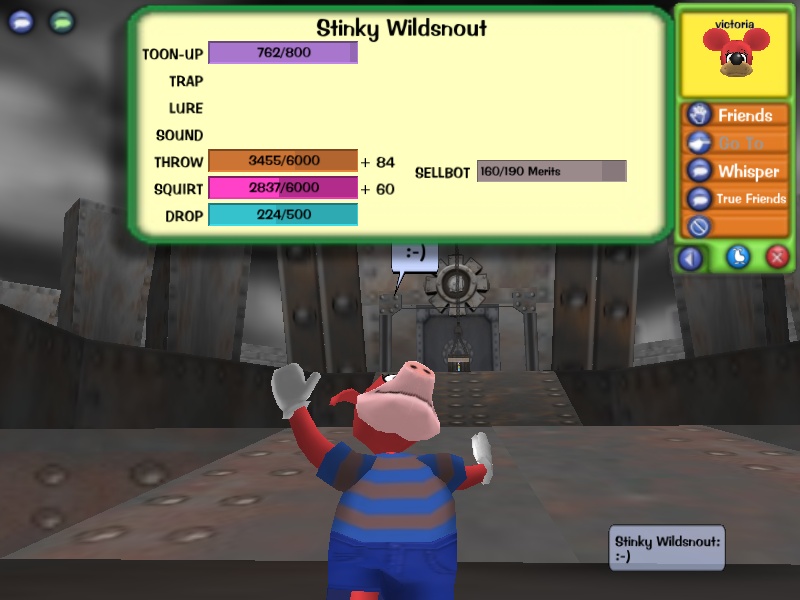 Stinky Wildsnout
TOON-UP 762/800
TRAP
LURE
SOUND
THROW 3455/6000 + 84
SQUIRT 2837/6000 + 60
DROP 224/500
SELLBOT 160/190 Merits
victoria
Friends
Go To
Whisper
True Friends
:-)
Stinky Wildsnout:
:-)